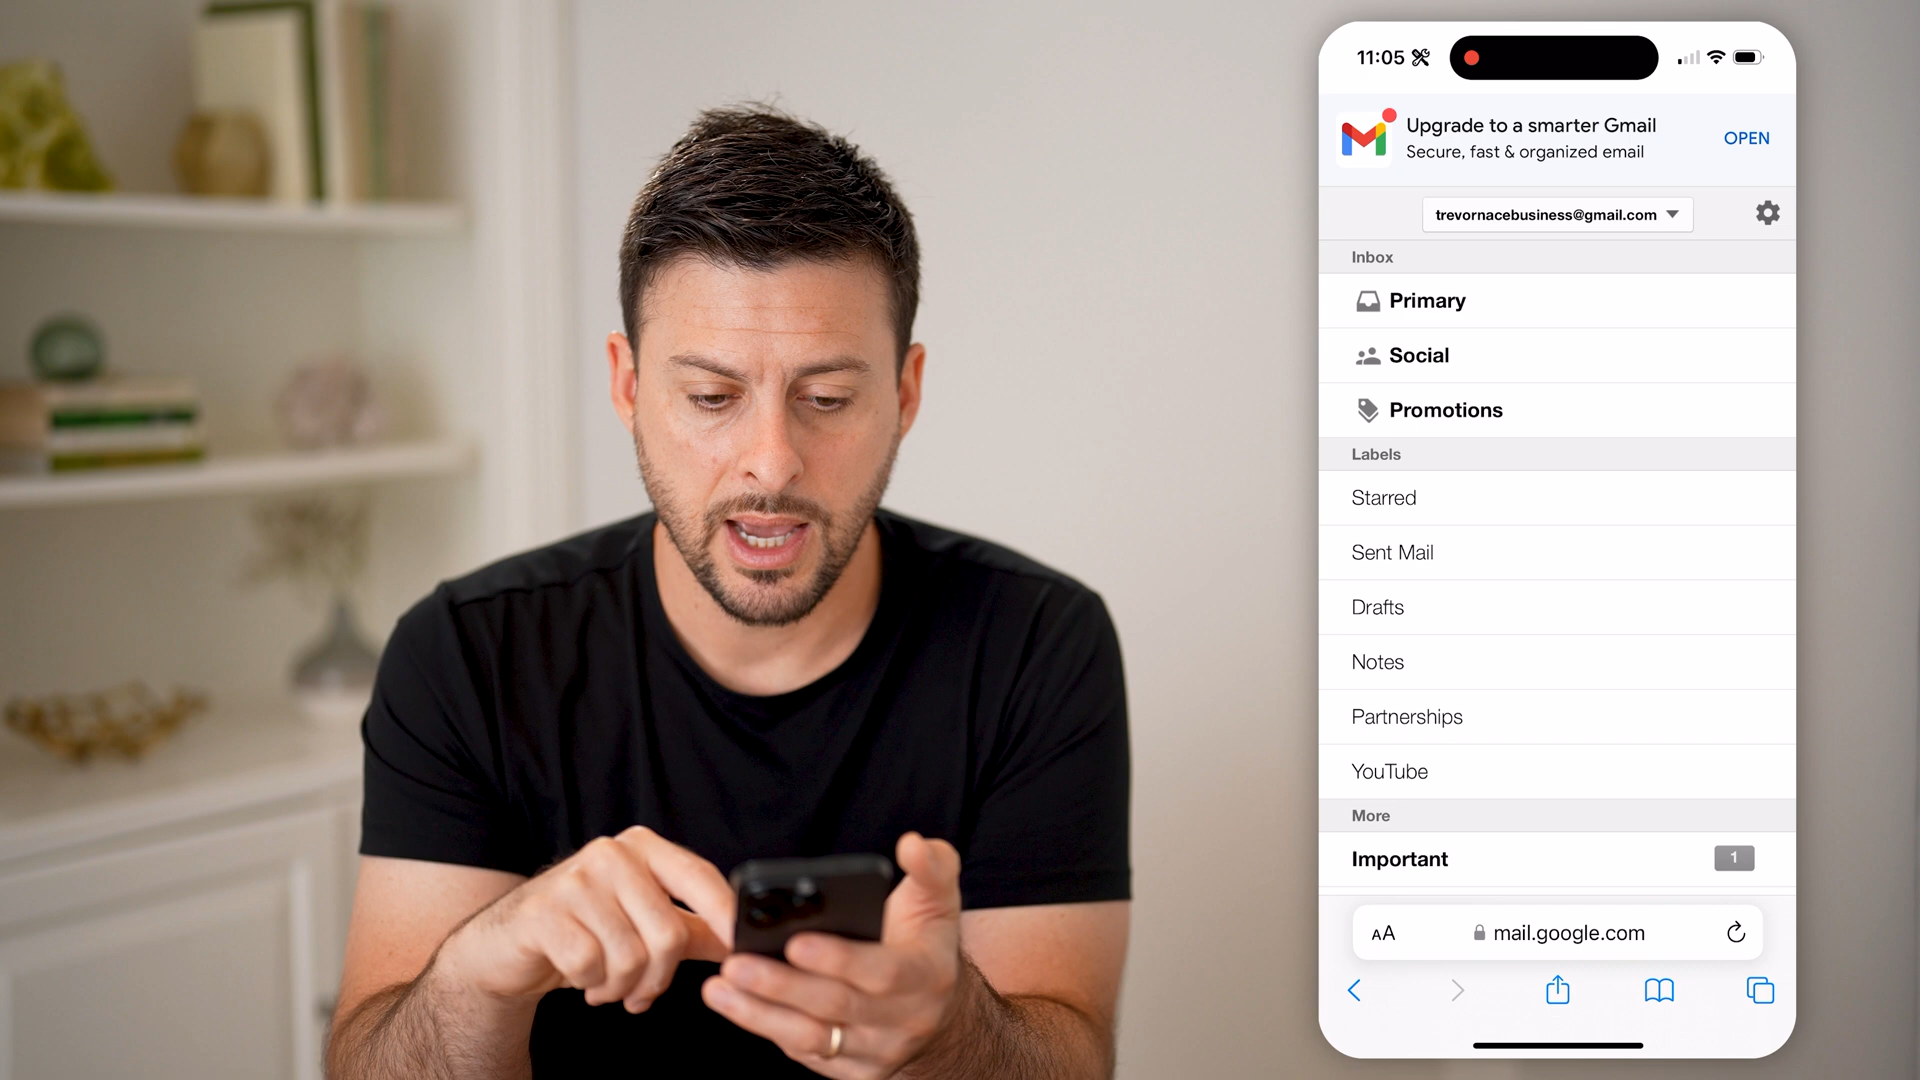 11:05
Upgrade to a smarter Gmail
Secure, fast & organized email
OPEN
trevornacebusiness@gmail.com
Inbox
Primary
Social
Promotions
Labels
Starred
Sent Mail
Drafts
Notes
Partnerships
YouTube
More
Important 1
AA mail.google.com